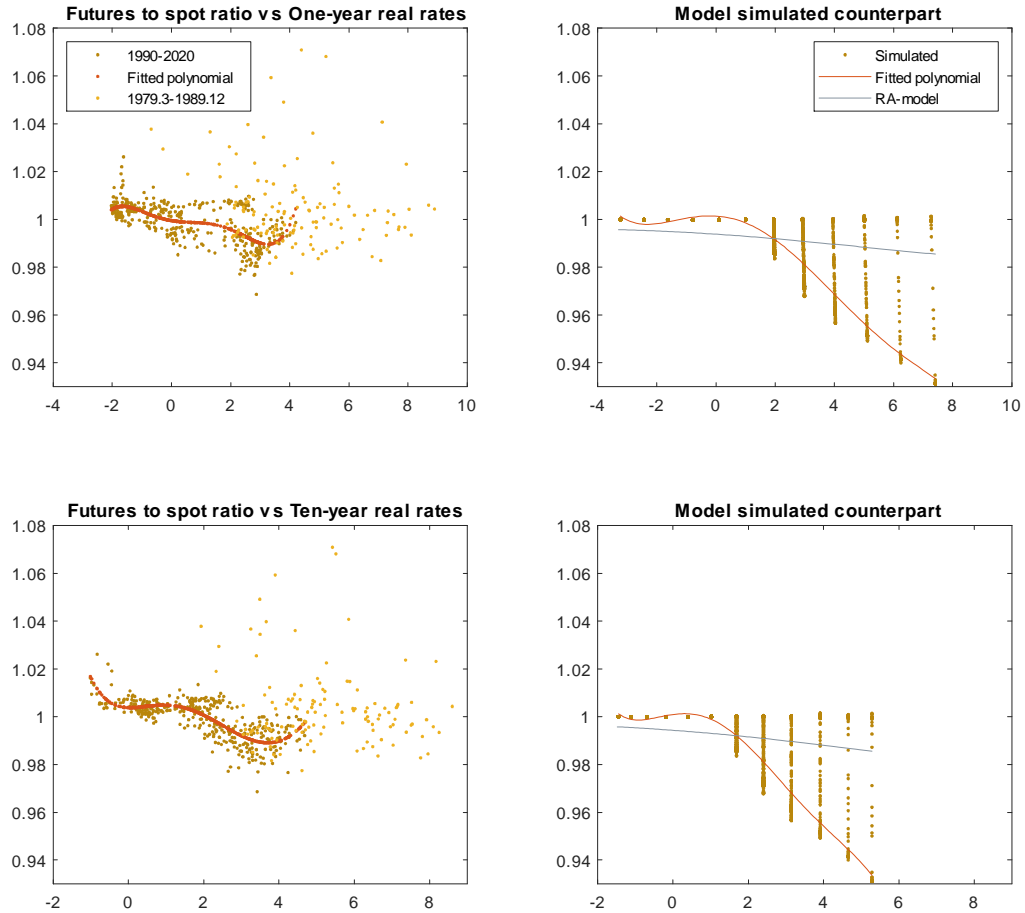 Futures to spot ratio vs One-year real rates
1.08
1.06
1.04
1.02
1
0.98
0.96
0.94
-4 -2 0 2 4 6 8 10
1990-2020
Fitted polynomial
1979.3-1989.12
Model simulated counterpart
1.08
1.06
1.04
1.02
1
0.98
0.96
0.94
-4 -2 0 2 4 6 8 10
Simulated
Fitted polynomial
RA-model
Futures to spot ratio vs Ten-year real rates
1.08
1.06
1.04
1.02
1
0.98
0.96
0.94
0 2 4 6 8
Model simulated counterpart
1.08
1.06
1.04
1.02
1
0.98
0.96
0.94
-2 0 2 4 6 8